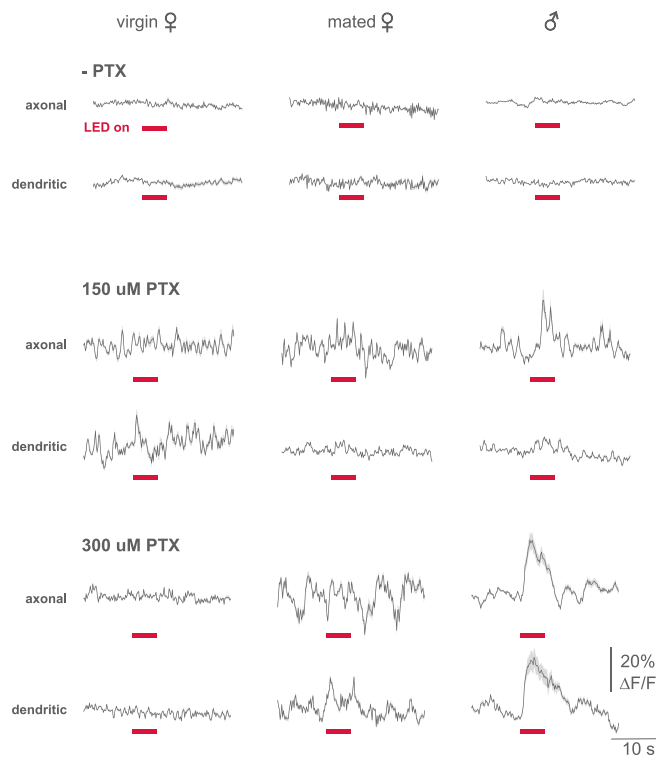 virgin ♀ mated ♀ ♂
- PTX
axonal
LED on
dendritic
150 uM PTX
axonal
dendritic
300 uM PTX
axonal
20%
ΔF/F
dendritic
10 s